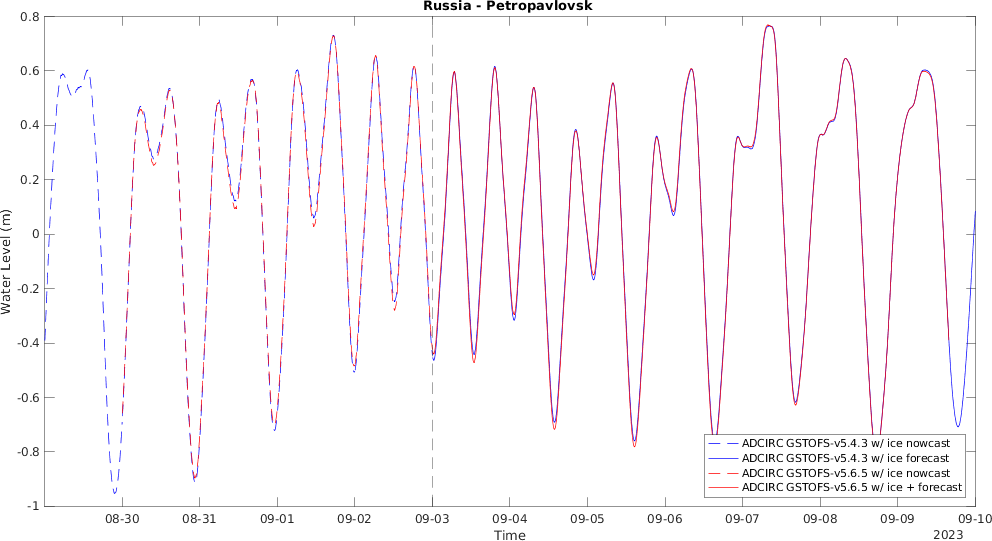 Russia - Petropavlovsk
0.8
0.6
0.4
0.2
0
-0.2
-0.4
-0.6
-0.8
-1
Water Level (m)
ADCIRC GSTOFS-v5.4.3 w/ ice nowcast
ADCIRC GSTOFS-v5.4.3 w/ ice forecast
ADCIRC GSTOFS-v5.6.5 w/ ice nowcast
ADCIRC GSTOFS-v5.6.5 w/ ice + forecast
08-30 08-31 09-01 09-02 09-03 09-04 09-05 09-06 09-07 09-08 09-09 09-10
Time
2023